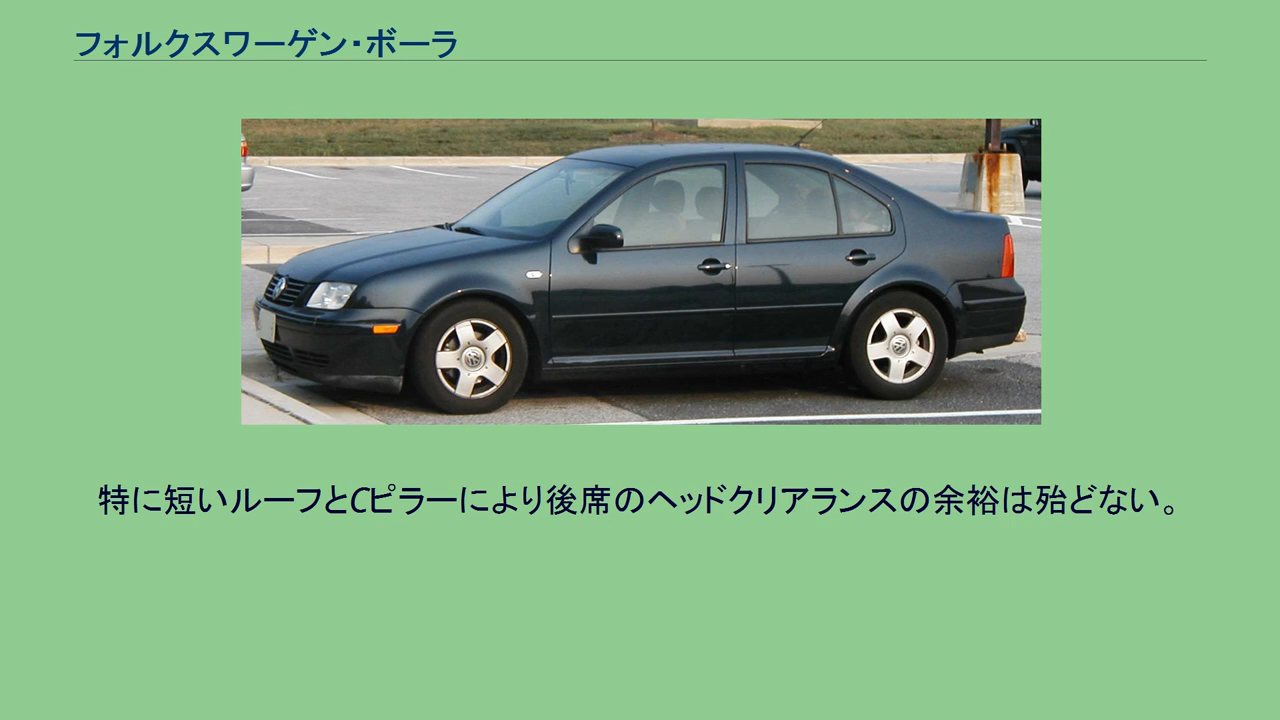 フォルクスワーゲン・ボーラ
特に短いルーフとCピラーにより後席のヘッドクリアランスの余裕は殆どない。